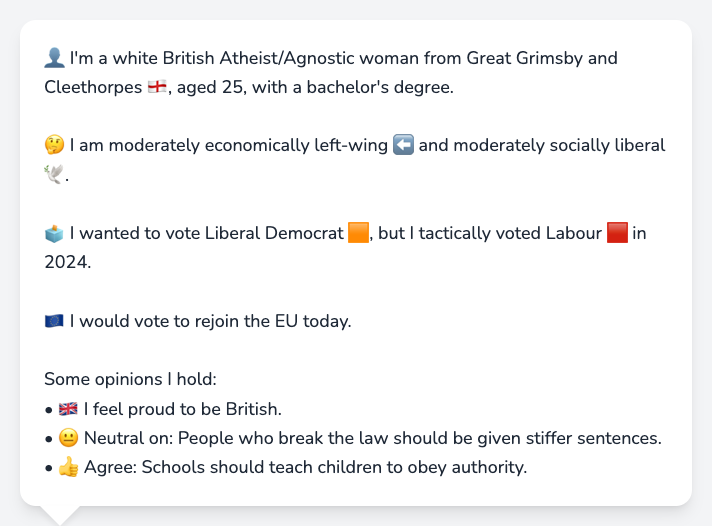 👤 I'm a white British Atheist/Agnostic woman from Great Grimsby and
Cleethorpes 🏴󠁧󠁢󠁥󠁮󠁧󠁿, aged 25, with a bachelor's degree.
🤔 I am moderately economically left-wing ⬅️ and moderately socially liberal
🕊️.
🗳️ I wanted to vote Liberal Democrat 🟧, but I tactically voted Labour 🟥 in
2024.
🇪🇺 I would vote to rejoin the EU today.
Some opinions I hold:
• 🇬🇧 I feel proud to be British.
• 😐 Neutral on: People who break the law should be given stiffer sentences.
• 👍 Agree: Schools should teach children to obey authority.